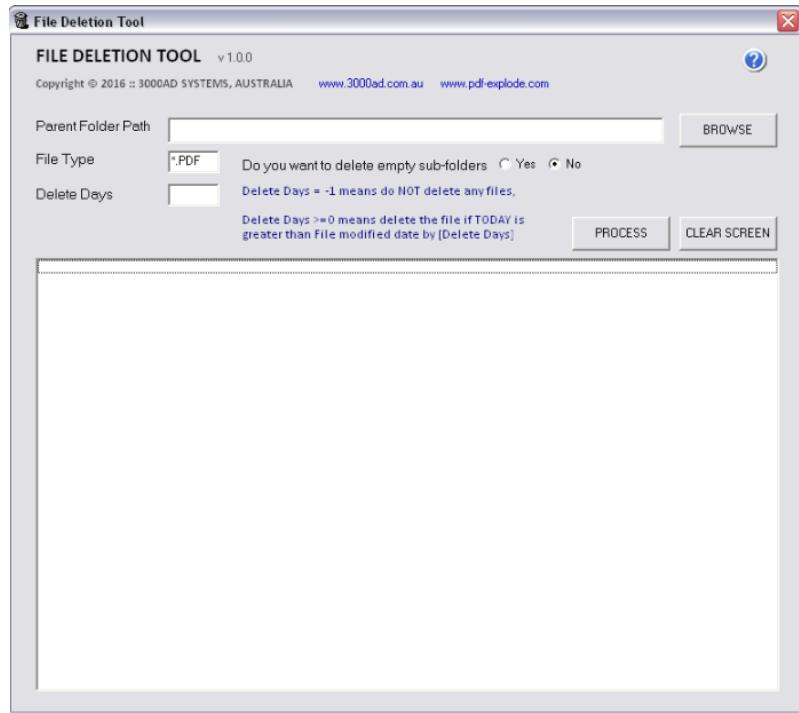 File Deletion Tool
FILE DELETION TOOL v 1.0.0
Copyright © 2016 :: 3000AD SYSTEMS, AUSTRALIA www.3000ad.com.au www.pdf-explode.com
Parent Folder Path BROWSE
File Type *.PDF Do you want to delete empty sub-folders Yes No
Delete Days Delete Days = -1 means do NOT delete any files,
Delete Days >=0 means delete the file if TODAY is
greater than File modified date by [Delete Days] PROCESS CLEAR SCREEN